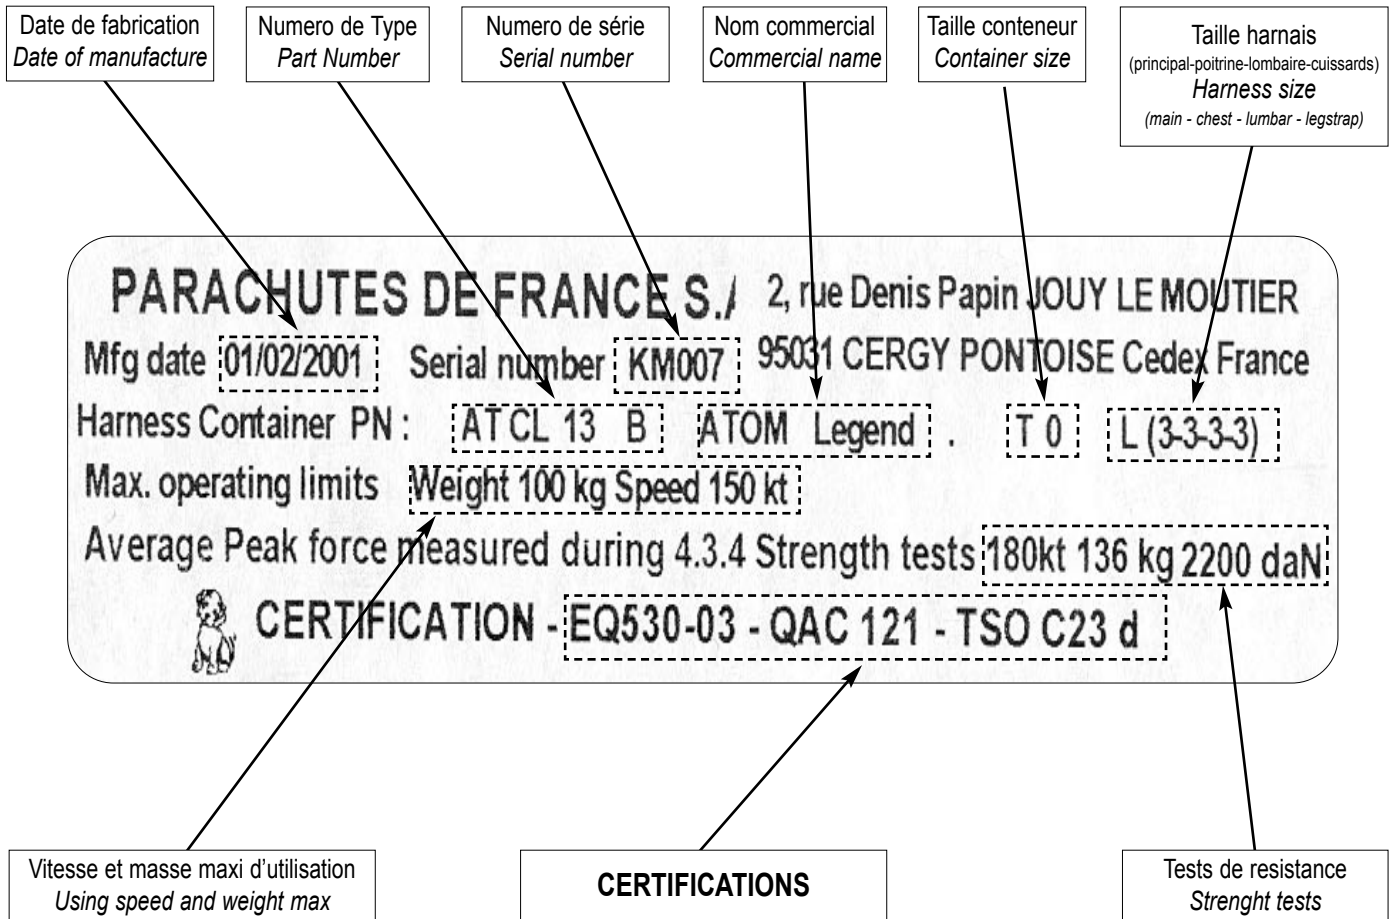 Date de fabrication
Date of manufacture
Numero de Type
Part Number
Numero de série
Serial number
Nom commercial
Commercial name
Taille conteneur
Container size
Taille harnais
(principal-poitrine-lombaire-cuissards)
Harness size
(main - chest - lumbar - legstrap)
PARACHUTES DE FRANCE S./ 2, rue Denis Papin JOUY LE MOUTIER
Mfg date 01/02/2001 Serial number KM007 95031 CERGY PONTOISE Cedex France
Harness Container PN : AT CL 13 B ATOM Legend . T 0 L (3-3-3-3)
Max. operating limits Weight 100 kg Speed 150 kt
Average Peak force measured during 4.3.4 Strength tests 180kt 136 kg 2200 daN
CERTIFICATION - EQ530-03 - QAC 121 - TSO C23 d
Vitesse et masse maxi d'utilisation
Using speed and weight max
CERTIFICATIONS
Tests de resistance
Strenght tests